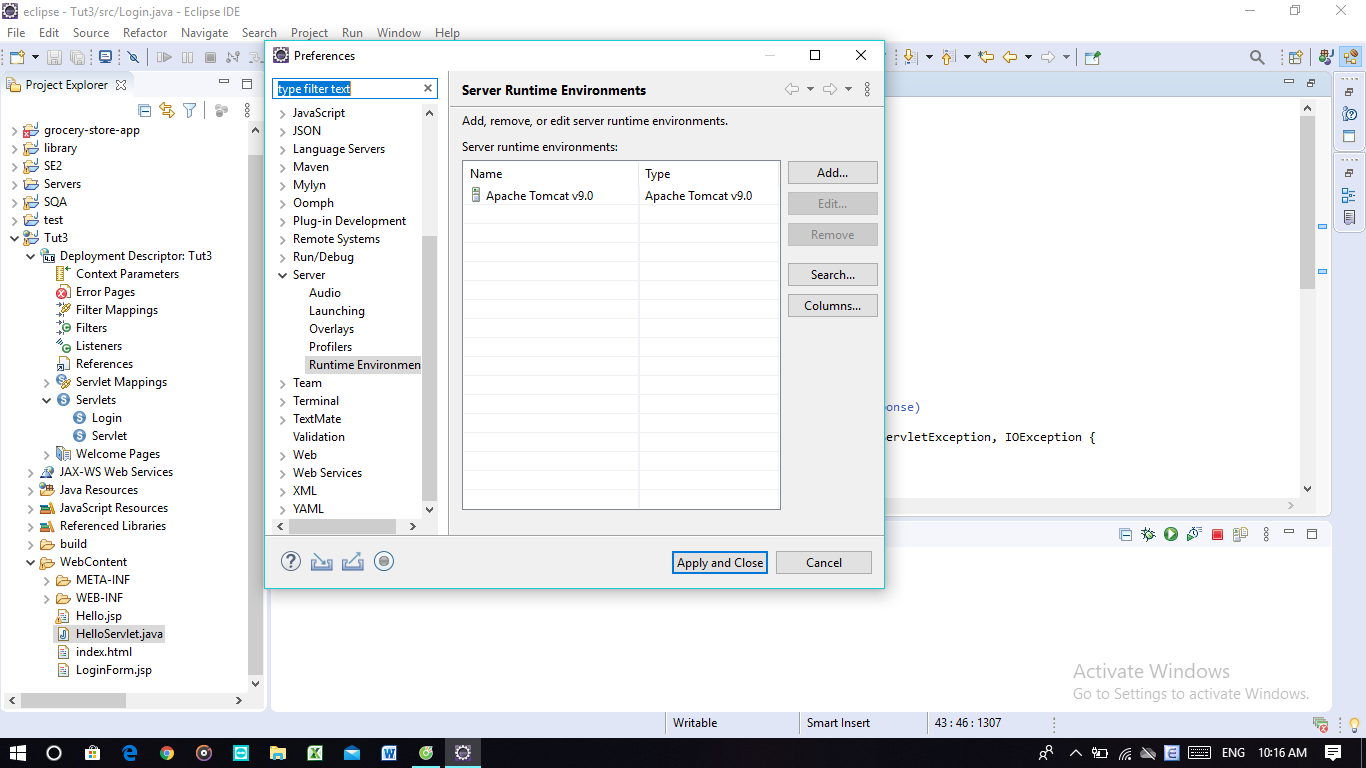 eclipse - Tut3/src/Login.java - Eclipse IDE
File Edit Source Refactor Navigate Search Project Run Window Help
Project Explorer
grocery-store-app
library
SE2
Servers
SQA
test
Tut3
Deployment Descriptor: Tut3
Context Parameters
Error Pages
Filter Mappings
Filters
Listeners
References
Servlet Mappings
Servlets
Login
Servlet
Welcome Pages
JAX-WS Web Services
Java Resources
JavaScript Resources
Referenced Libraries
build
WebContent
META-INF
WEB-INF
Hello.jsp
HelloServlet.java
index.html
LoginForm.jsp
Preferences
type filter text
JavaScript
JSON
Language Servers
Maven
Mylyn
Oomph
Plug-in Development
Remote Systems
Run/Debug
Server
Audio
Launching
Overlays
Profilers
Runtime Environmen
Team
Terminal
TextMate
Validation
Web
Web Services
XML
YAML
Server Runtime Environments
Add, remove, or edit server runtime environments.
Server runtime environments:
Name Type
Apache Tomcat v9.0 Apache Tomcat v9.0
Add...
Edit...
Remove
Search...
Columns...
Apply and Close Cancel
onse)
ervletException, IOException {
Activate Windows
Go to Settings to activate Windows.
Writable Smart Insert 43 : 46 : 1307
ENG 10:16 AM